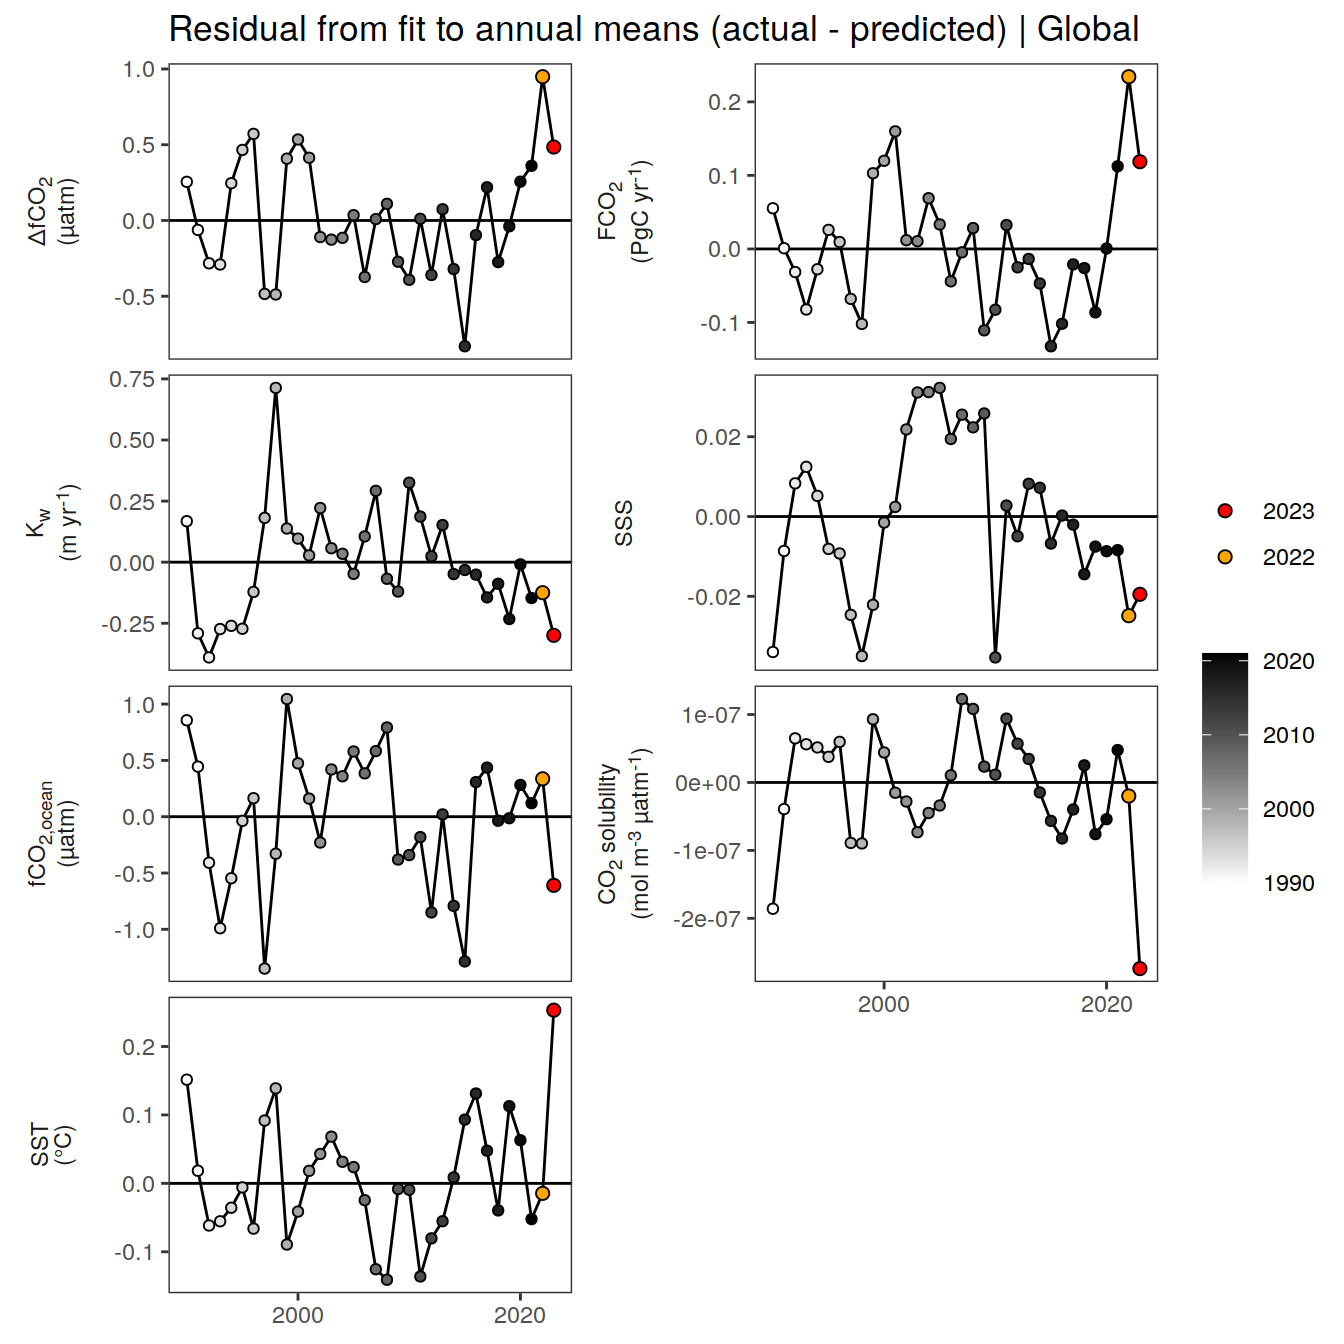 Residual from fit to annual means (actual - predicted) | Global
ΔfCO2
(µatm)
1.0
0.5
0.0
-0.5
FCO2
(PgC yr-1)
0.2
0.1
0.0
-0.1
Kw
(m yr-1)
0.75
0.50
0.25
0.00
-0.25
SSS
0.02
0.00
-0.02
fCO2,ocean
(µatm)
1.0
0.5
0.0
-0.5
-1.0
CO2 solubility
(mol m-3 µatm-1)
1e-07
0e+00
-1e-07
-2e-07
2000
2020
SST
(°C)
0.2
0.1
0.0
-0.1
2000
2020
2023
2022
2020
2010
2000
1990